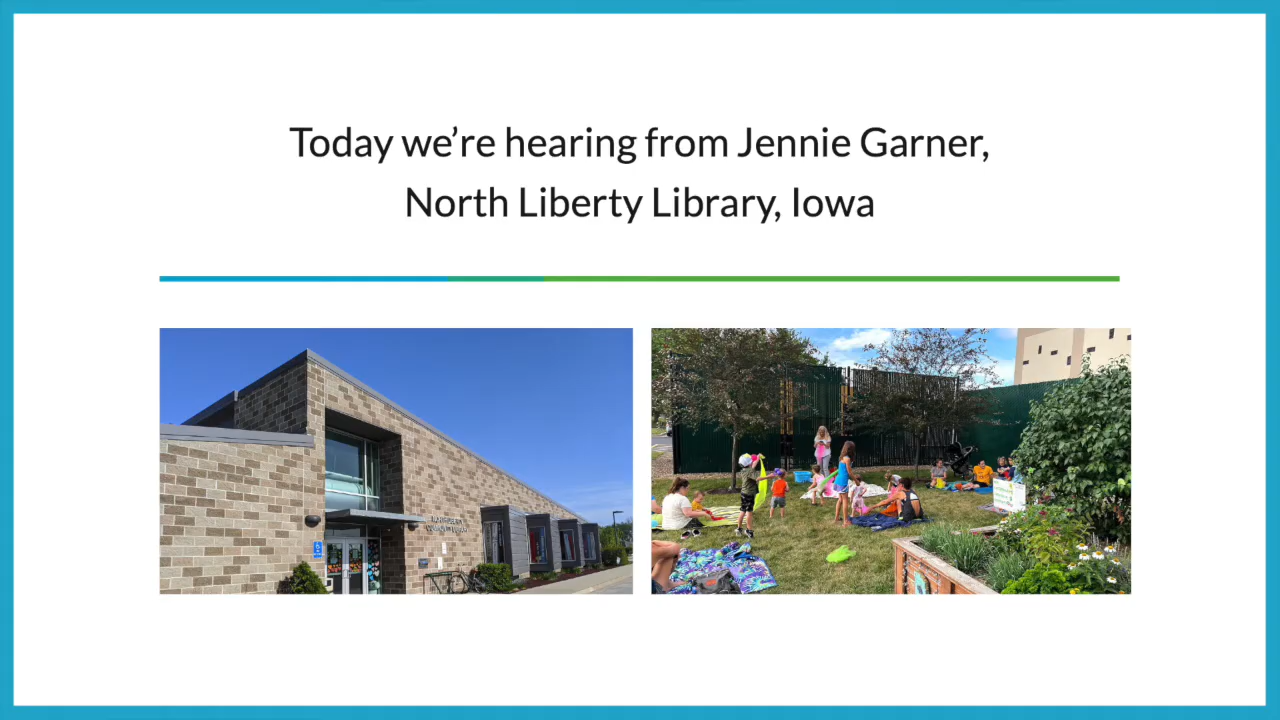 Today we’re hearing from Jennie Garner,
North Liberty Library, Iowa